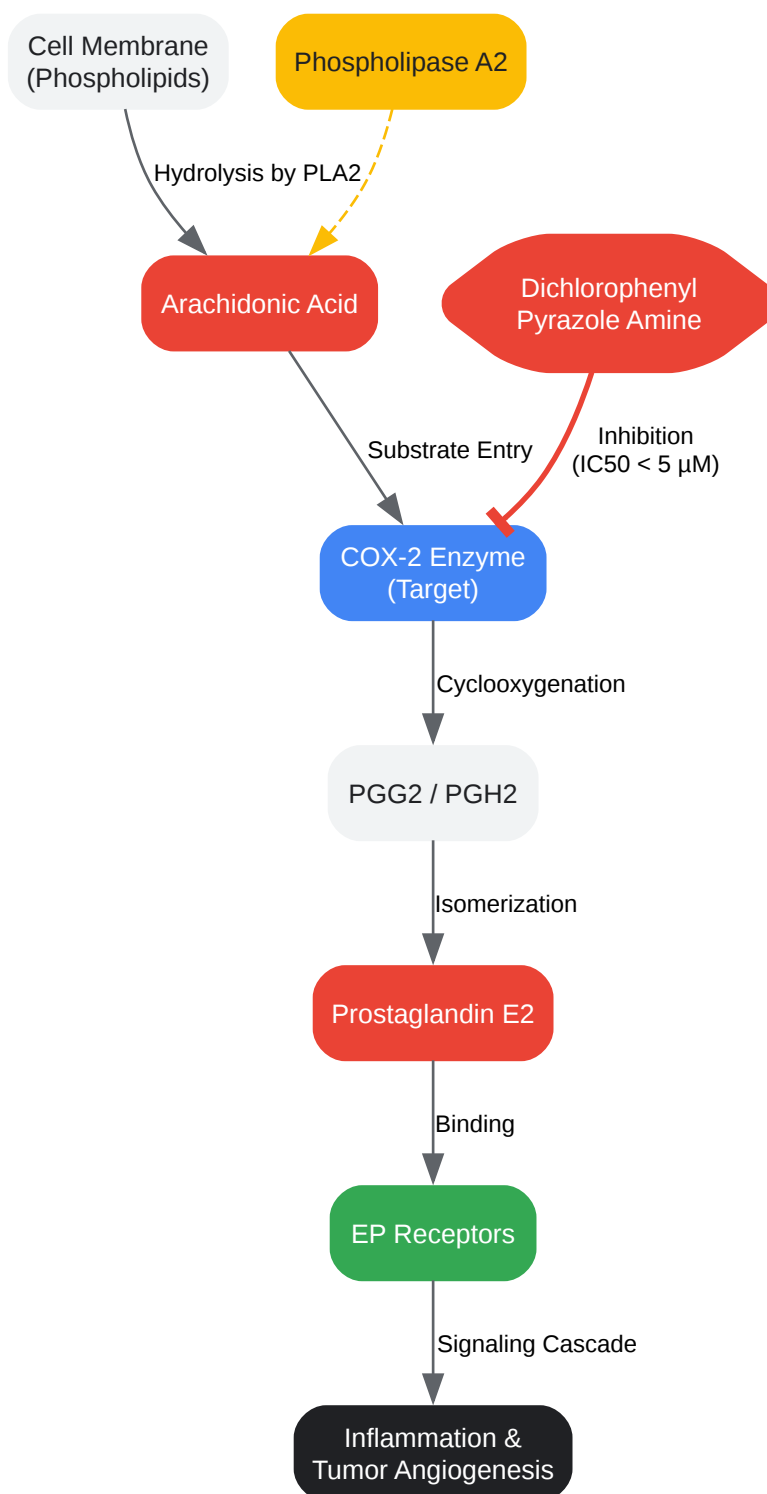 Cell Membrane
(Phospholipids)
Phospholipase A2
Hydrolysis by PLA2
Arachidonic Acid
Dichlorophenyl
Pyrazole Amine
Substrate Entry
Inhibition
(IC50 < 5 µM)
COX-2 Enzyme
(Target)
Cyclooxygenation
PGG2 / PGH2
Isomerization
Prostaglandin E2
Binding
EP Receptors
Signaling Cascade
Inflammation &
Tumor Angiogenesis